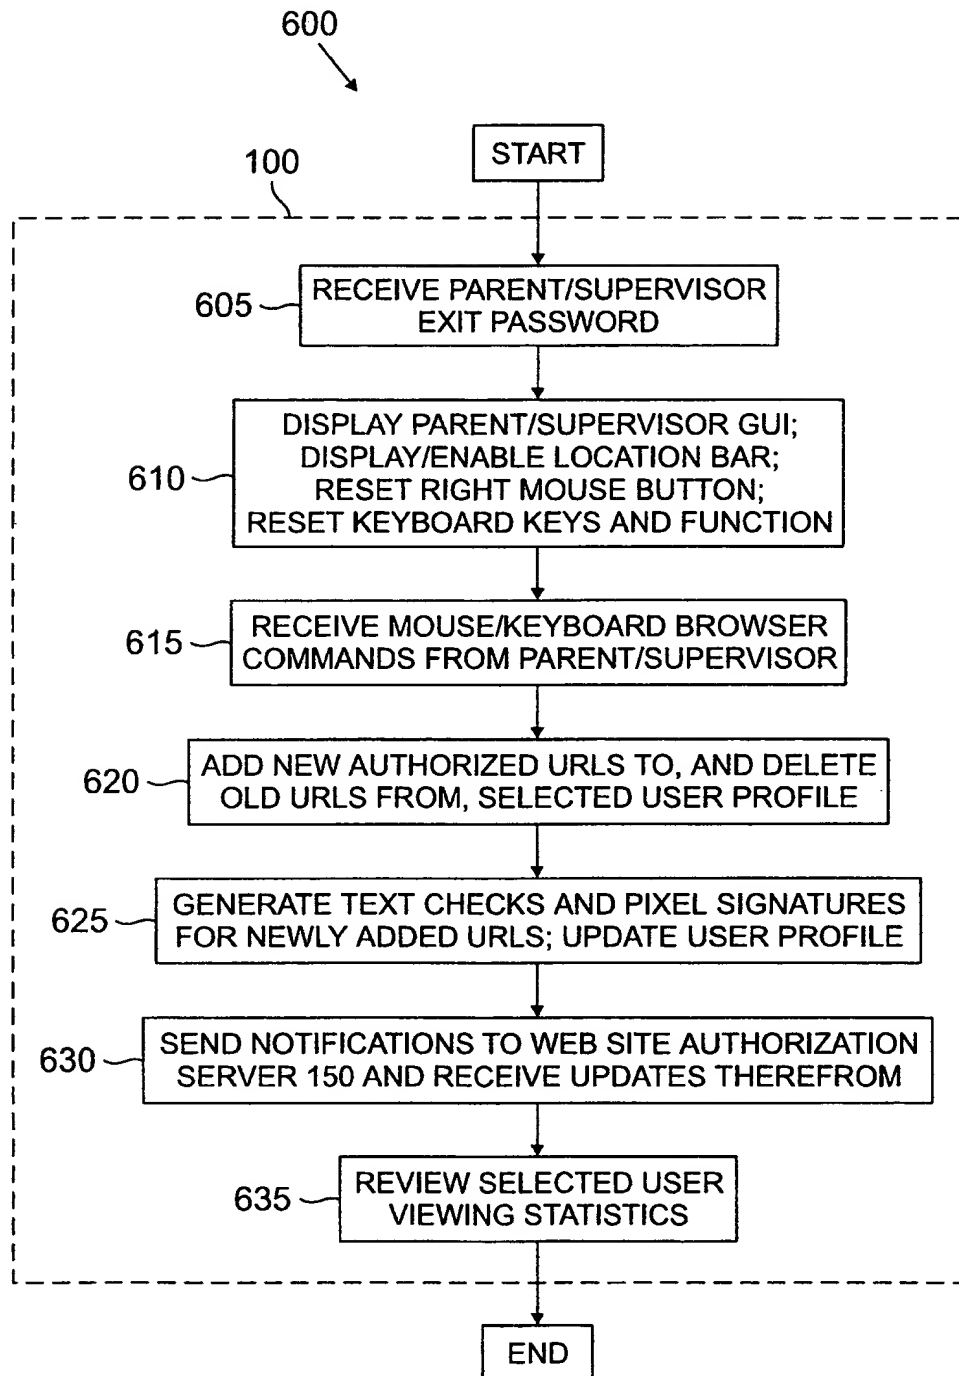 600
START
100
605
RECEIVE PARENT/SUPERVISOR
EXIT PASSWORD
610
DISPLAY PARENT/SUPERVISOR GUI;
DISPLAY/ENABLE LOCATION BAR;
RESET RIGHT MOUSE BUTTON;
RESET KEYBOARD KEYS AND FUNCTION
615
RECEIVE MOUSE/KEYBOARD BROWSER
COMMANDS FROM PARENT/SUPERVISOR
620
ADD NEW AUTHORIZED URLS TO, AND DELETE
OLD URLS FROM, SELECTED USER PROFILE
625
GENERATE TEXT CHECKS AND PIXEL SIGNATURES
FOR NEWLY ADDED URLS; UPDATE USER PROFILE
630
SEND NOTIFICATIONS TO WEB SITE AUTHORIZATION
SERVER 150 AND RECEIVE UPDATES THEREFROM
635
REVIEW SELECTED USER
VIEWING STATISTICS
END